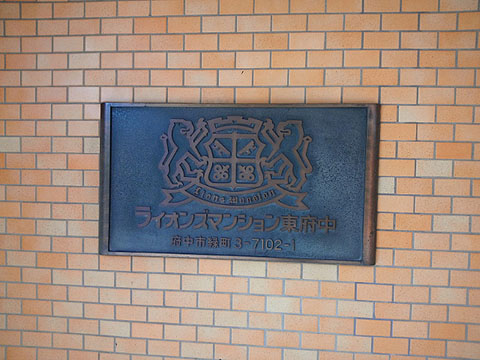 Lions Mansion
ライオンズマンション東府中
府中市緑町 3-7102-1